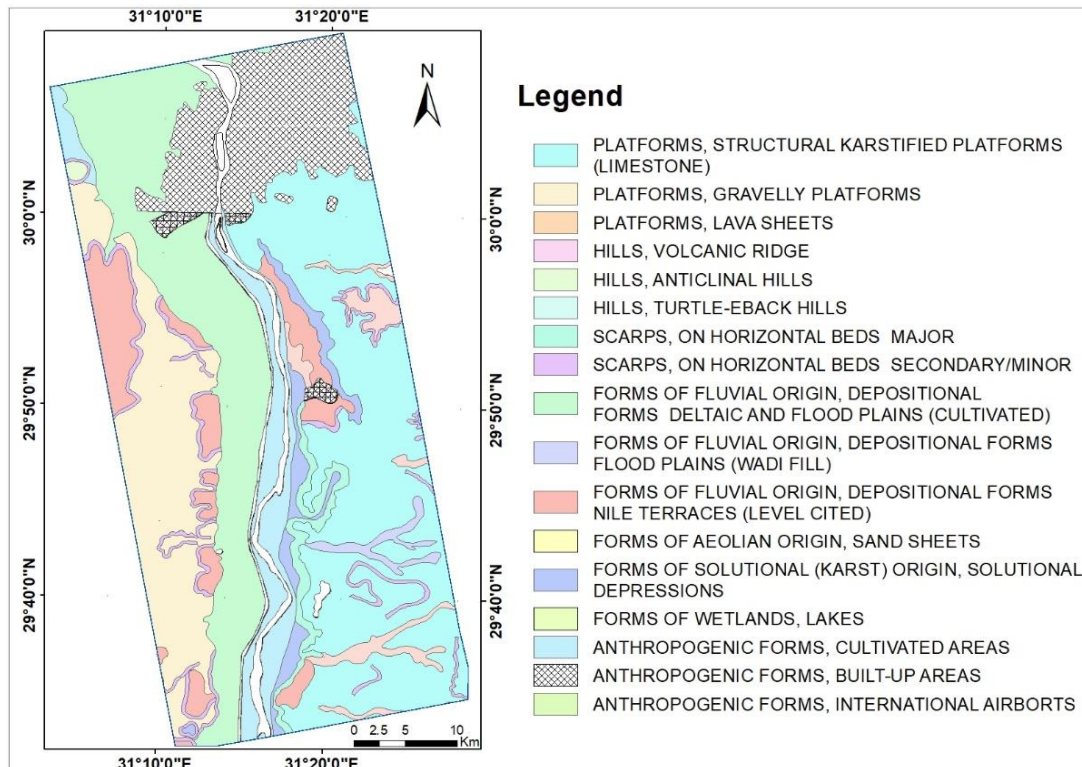 31°10'0"E
31°20'0"E
N
30°0'0"N
30°0'0"N
29°50'0"N
29°50'0"N
29°40'0"N
29°40'0"N
0 2.5 5 10
Km
31°10'0"E
31°20'0"E
Legend
PLATFORMS, STRUCTURAL KARSTIFIED PLATFORMS
(LIMESTONE)
PLATFORMS, GRAVELLY PLATFORMS
PLATFORMS, LAVA SHEETS
HILLS, VOLCANIC RIDGE
HILLS, ANTICLINAL HILLS
HILLS, TURTLE-EBACK HILLS
SCARPS, ON HORIZONTAL BEDS MAJOR
SCARPS, ON HORIZONTAL BEDS SECONDARY/MINOR
FORMS OF FLUVIAL ORIGIN, DEPOSITIONAL
FORMS DELTAIC AND FLOOD PLAINS (CULTIVATED)
FORMS OF FLUVIAL ORIGIN, DEPOSITIONAL FORMS
FLOOD PLAINS (WADI FILL)
FORMS OF FLUVIAL ORIGIN, DEPOSITIONAL FORMS
NILE TERRACES (LEVEL CITED)
FORMS OF AEOLIAN ORIGIN, SAND SHEETS
FORMS OF SOLUTIONAL (KARST) ORIGIN, SOLUTIONAL
DEPRESSIONS
FORMS OF WETLANDS, LAKES
ANTHROPOGENIC FORMS, CULTIVATED AREAS
ANTHROPOGENIC FORMS, BUILT-UP AREAS
ANTHROPOGENIC FORMS, INTERNATIONAL AIRBORTS